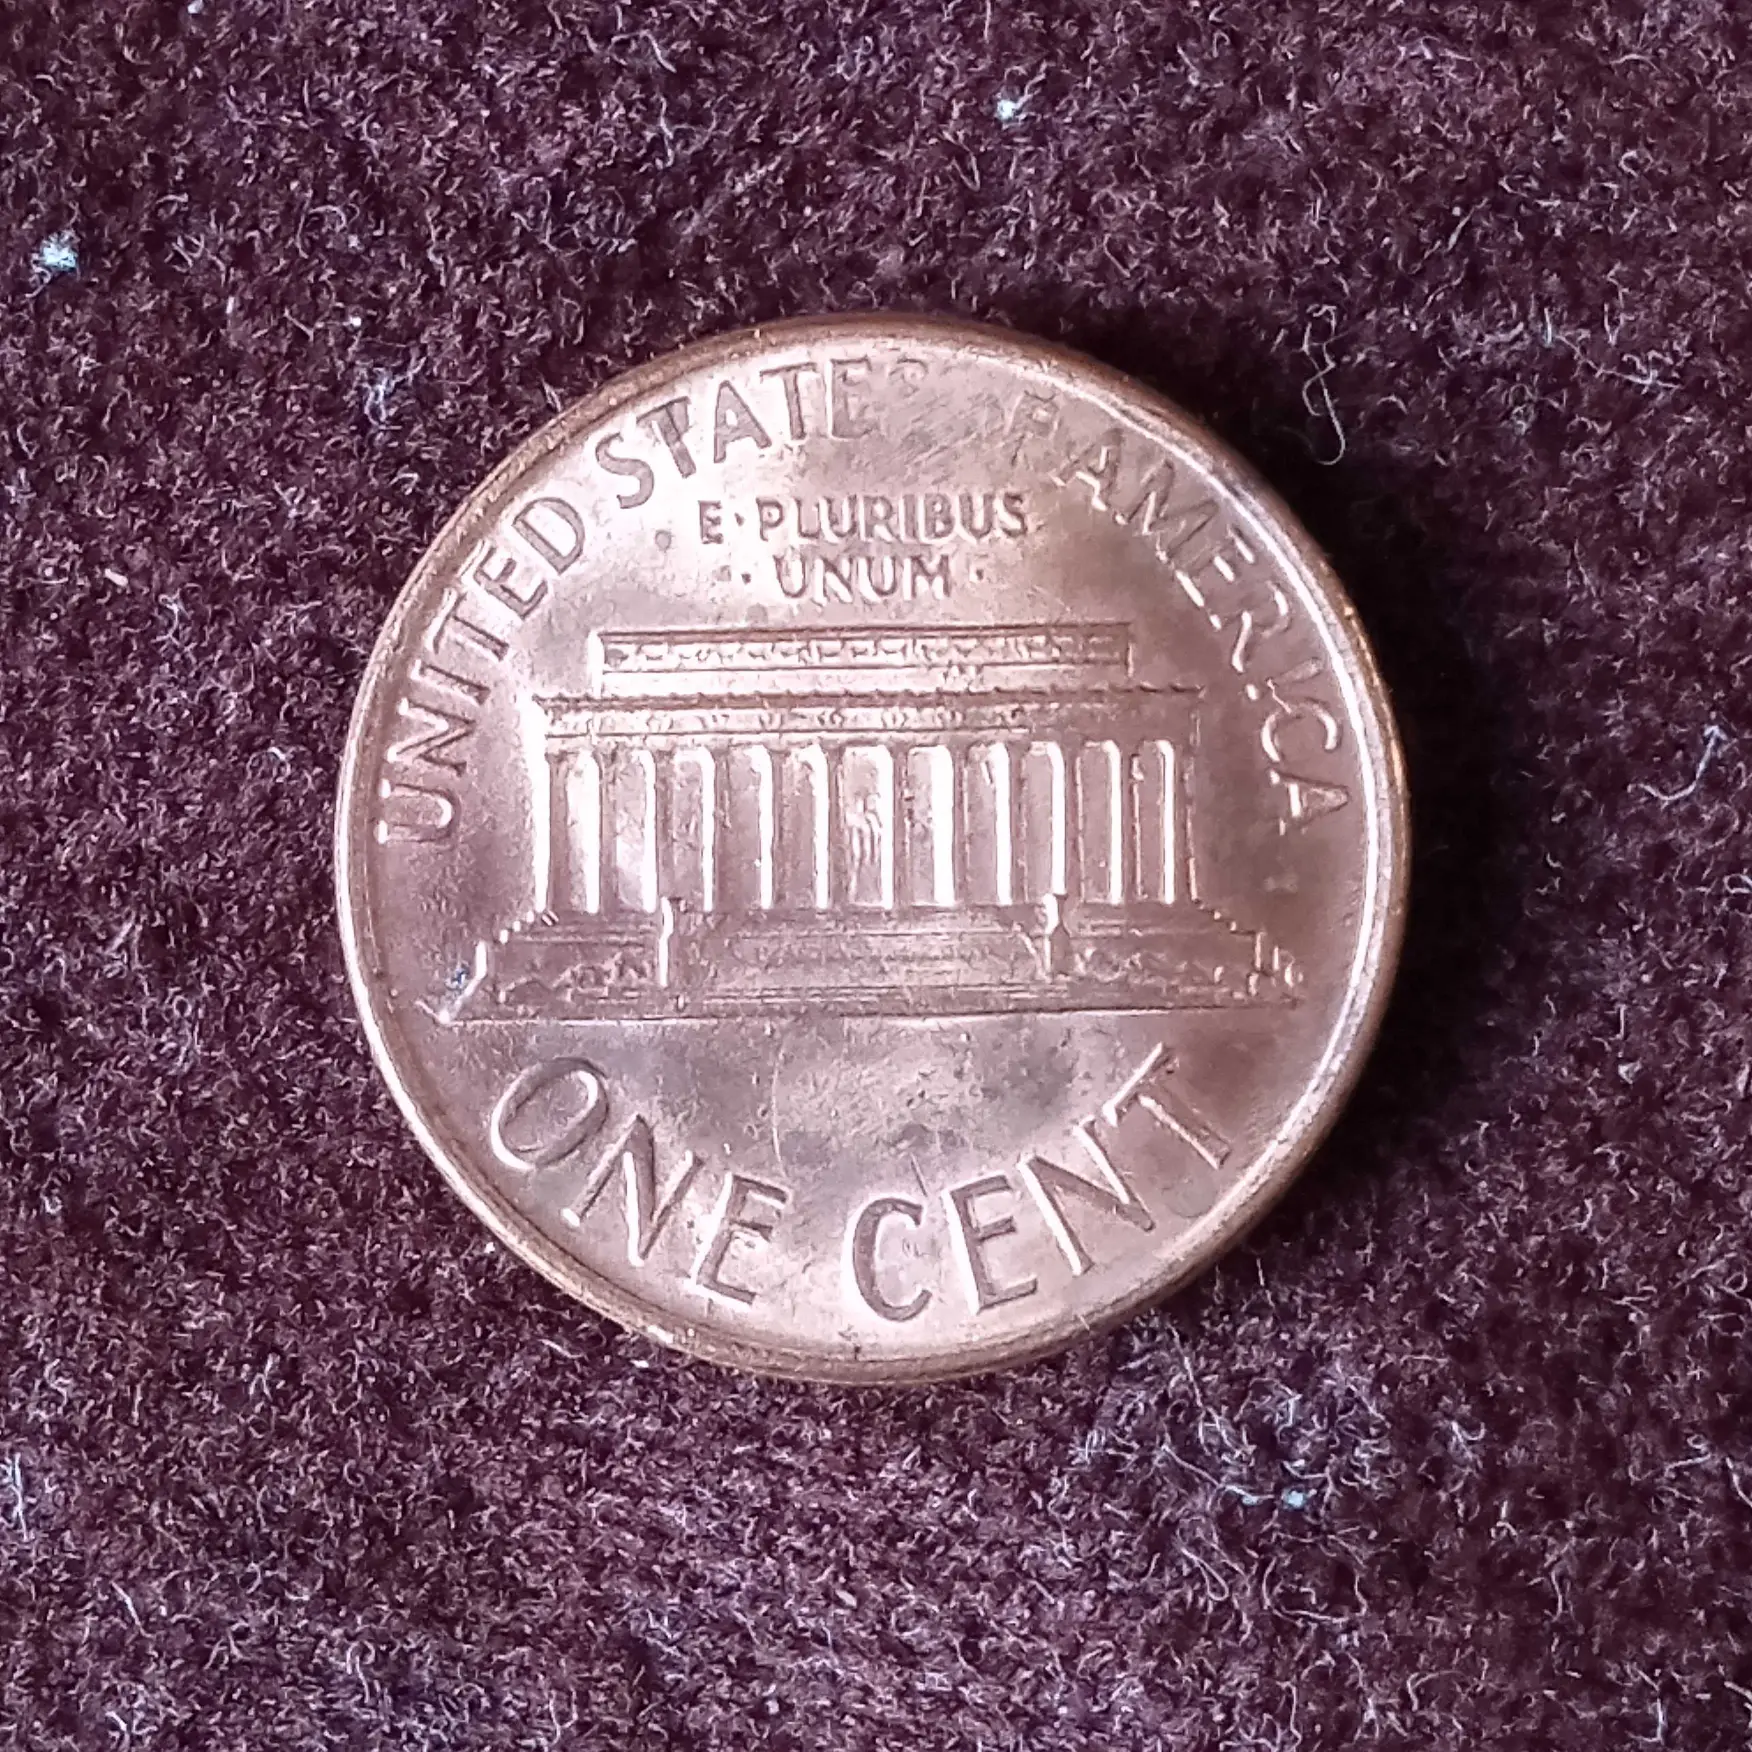 UNITED STATES OF AMERICA
E·PLURIBUS
·UNUM·
ONE CENT